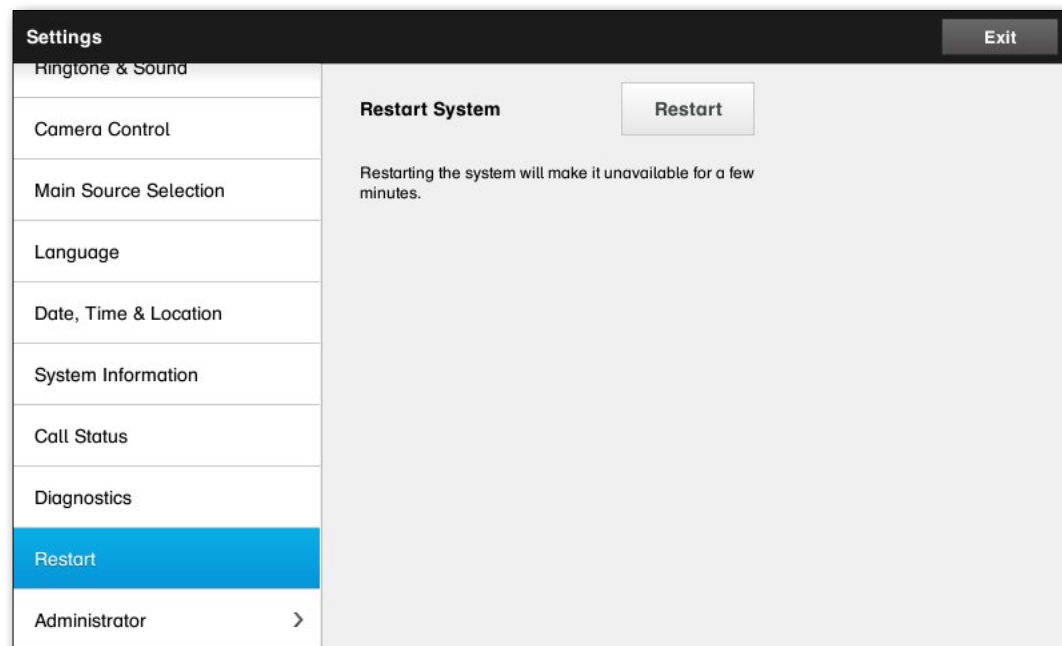 Settings
Exit
Ringtone & Sound
Camera Control
Main Source Selection
Language
Date, Time & Location
System Information
Call Status
Diagnostics
Restart
Administrator
Restart System
Restart
Restarting the system will make it unavailable for a few
minutes.